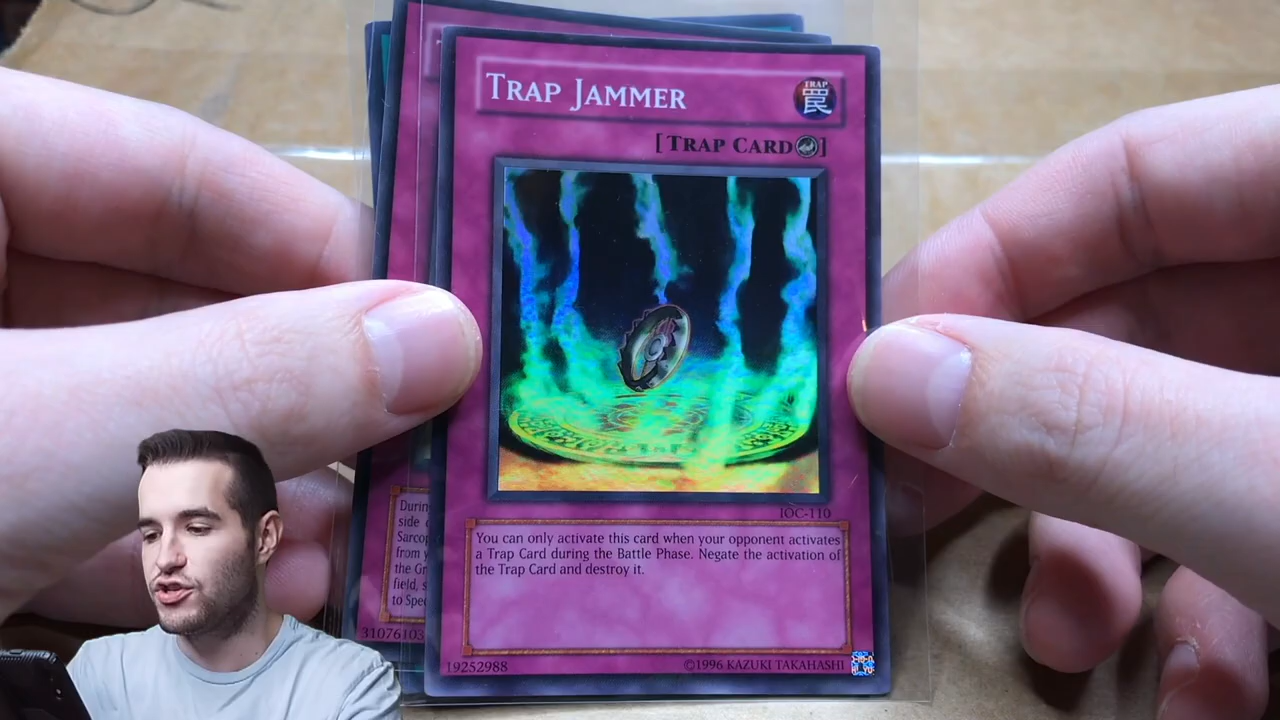 TRAP JAMMER
TRAP
罠
[TRAP CARD]
IOC-110
You can only activate this card when your opponent activates
a Trap Card during the Battle Phase. Negate the activation of
the Trap Card and destroy it.
19252988
©1996 KAZUKI TAKAHASHI
Durin
side
Sarcop
from y
the Gr
field, s
to Spec
31076103